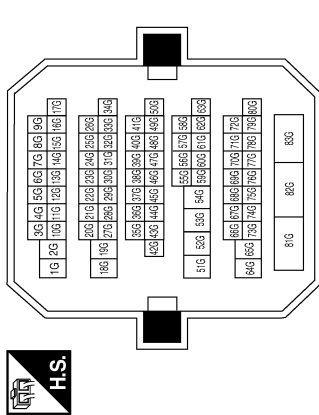 H.S.
3G 4G 5G 6G 7G 8G 9G
1G 2G 10G 11G 12G 13G 14G 15G 16G 17G
20G 21G 22G 23G 24G 25G 26G
18G 19G 27G 28G 29G 30G 31G 32G 33G 34G
35G 36G 37G 38G 39G 40G 41G
42G 43G 44G 45G 46G 47G 48G 49G 50G
55G 56G 57G 58G
51G 52G 53G 54G 59G 60G 61G 62G 63G
66G 67G 68G 69G 70G 71G 72G
64G 65G 73G 74G 75G 76G 77G 78G 79G 80G
81G 82G 83G